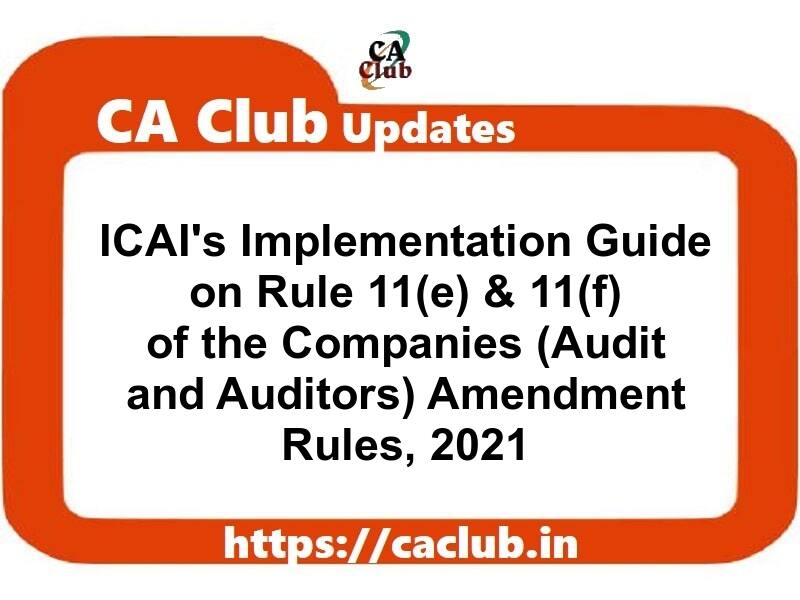 CA
Club
CA Club Updates
ICAI's Implementation Guide
on Rule 11(e) & 11(f)
of the Companies (Audit
and Auditors) Amendment
Rules, 2021
https://caclub.in